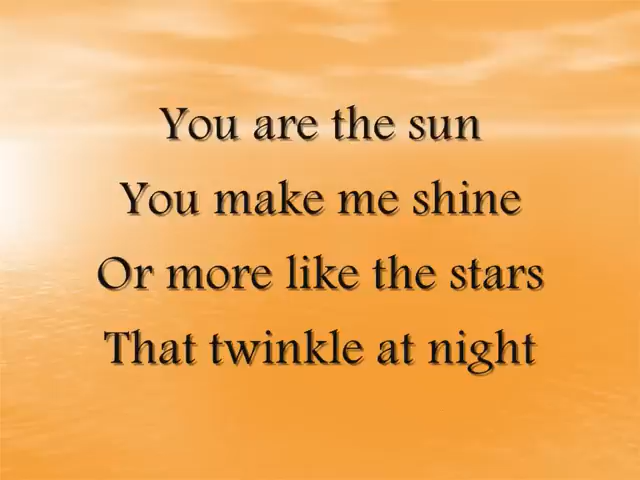 You are the sun
You make me shine
Or more like the stars
That twinkle at night